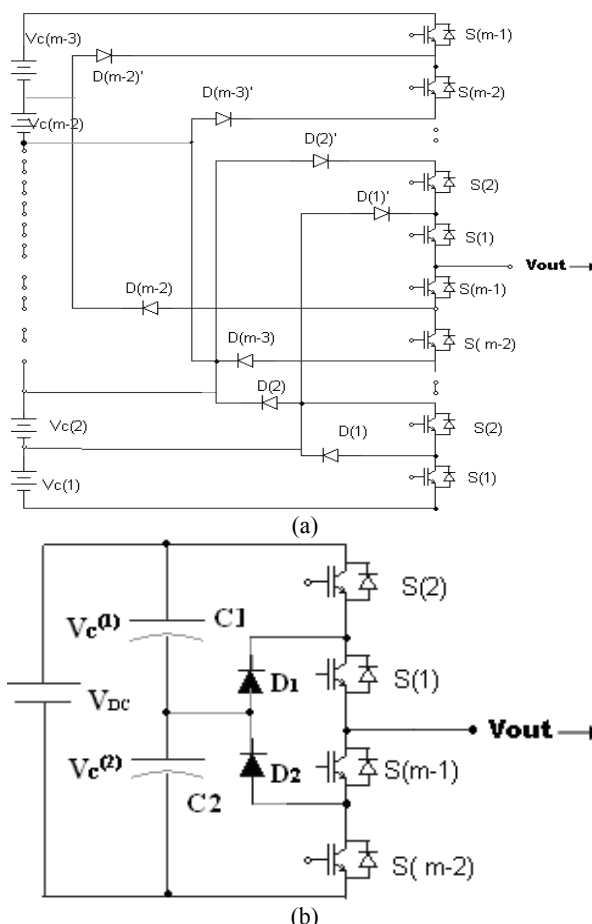 Vc(m-3)
S(m-1)
D(m-2)'
D(m-3)'
S(m-2)
Vc(m-2)
D(2)'
S(2)
D(1)'
S(1)
Vout
D(m-2)
S(m-1)
D(m-3)
S( m-2)
D(2)
Vc(2)
D(1)
S(2)
Vc(1)
S(1)
(a)
S(2)
Vc(1)
C1
D1
S(1)
VDC
Vout
Vc(2)
D2
S(m-1)
C2
S( m-2)
(b)